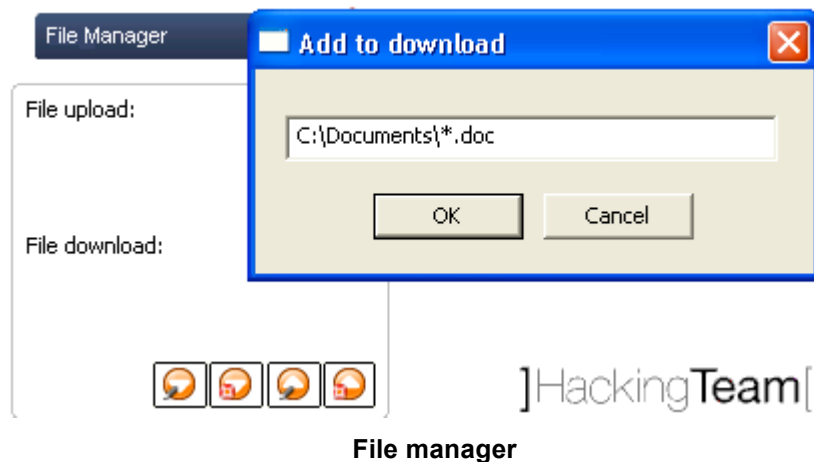 File Manager
Add to download
File upload:
C:\Documents\*.doc
OK Cancel
File download:
]HackingTeam[
File manager